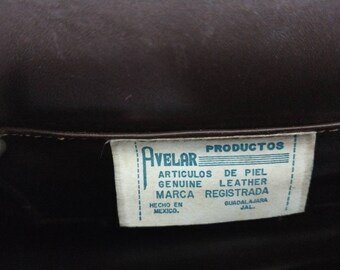 PRODUCTOS
AVELAR
ARTICULOS DE PIEL
GENUINE LEATHER
MARCA REGISTRADA
HECHO EN GUADALAJARA
MEXICO. JAL.